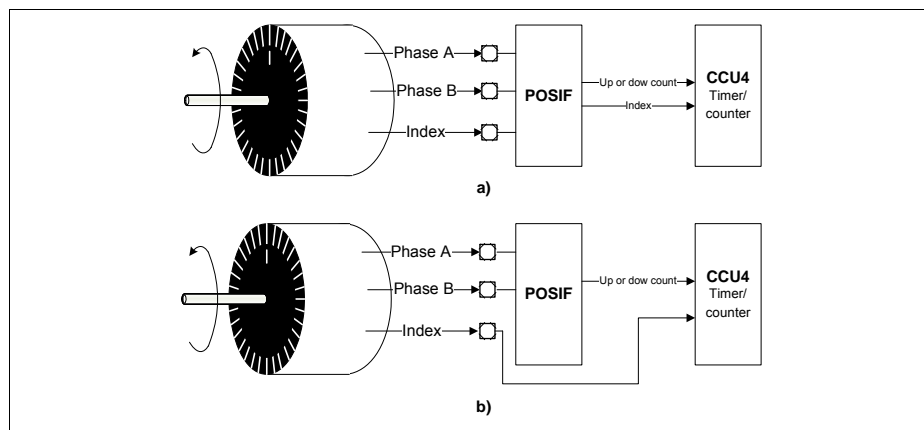 Phase A
Phase B
Index
POSIF
Up or dow count
Index
CCU4
Timer/
counter
a)
Phase A
Phase B
Index
POSIF
Up or dow count
CCU4
Timer/
counter
b)